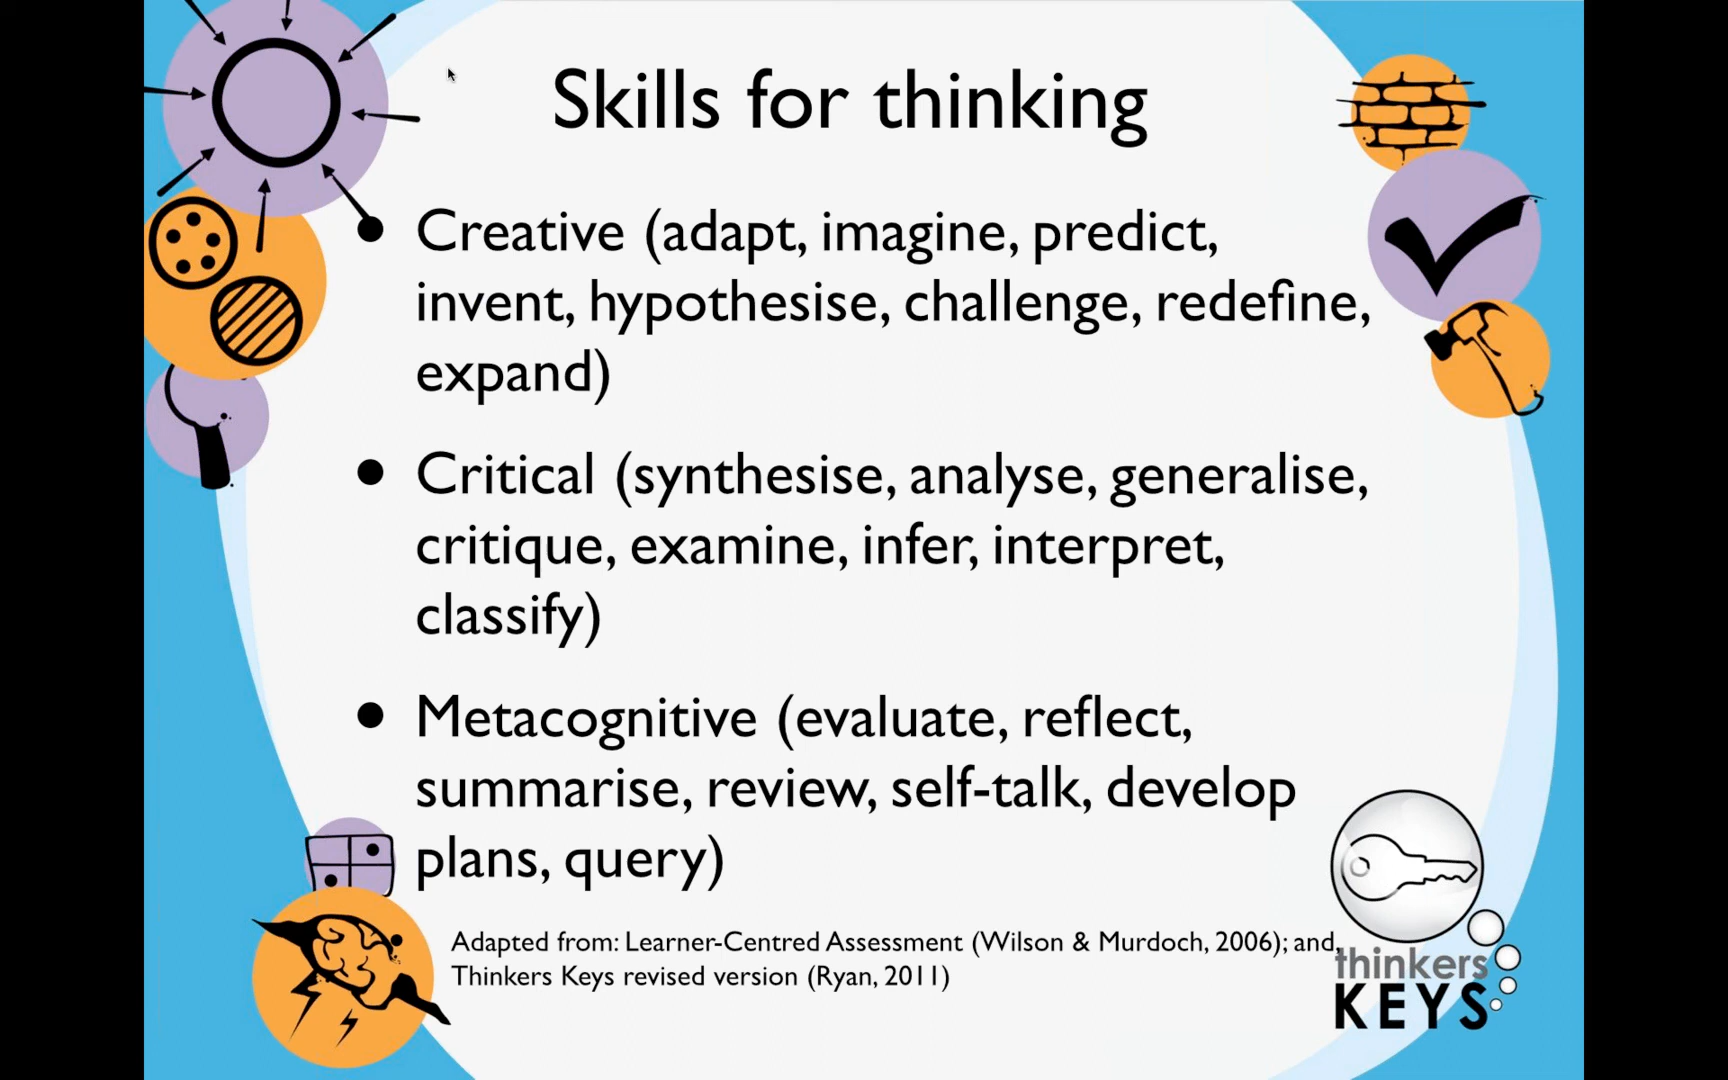 Skills for thinking
• Creative (adapt, imagine, predict,
invent, hypothesise, challenge, redefine,
expand)
• Critical (synthesise, analyse, generalise,
critique, examine, infer, interpret,
classify)
• Metacognitive (evaluate, reflect,
summarise, review, self-talk, develop
plans, query)
Adapted from: Learner-Centred Assessment (Wilson & Murdoch, 2006); and,
Thinkers Keys revised version (Ryan, 2011)
thinkers
KEYS